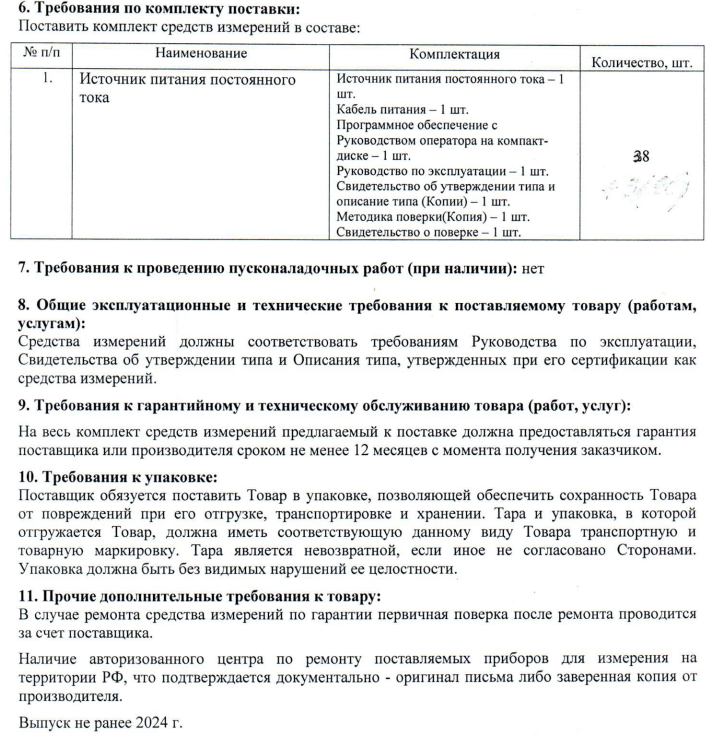 6. Требования по комплекту поставки:
Поставить комплект средств измерений в составе:
№ п/п Наименование Комплектация Количество, шт.
1. Источник питания постоянного
тока
Источник питания постоянного тока – 1
шт.
Кабель питания – 1 шт.
Программное обеспечение с
Руководством оператора на компакт-
диске – 1 шт.
Руководство по эксплуатации – 1 шт.
Свидетельство об утверждении типа и
описание типа (Копии) – 1 шт.
Методика поверки(Копия) – 1 шт.
Свидетельство о поверке – 1 шт.
38
7. Требования к проведению пусконаладочных работ (при наличии): нет
8. Общие эксплуатационные и технические требования к поставляемому товару (работам,
услугам):
Средства измерений должны соответствовать требованиям Руководства по эксплуатации,
Свидетельства об утверждении типа и Описания типа, утвержденных при его сертификации как
средства измерений.
9. Требования к гарантийному и техническому обслуживанию товара (работ, услуг):
На весь комплект средств измерений предлагаемый к поставке должна предоставляться гарантия
поставщика или производителя сроком не менее 12 месяцев с момента получения заказчиком.
10. Требования к упаковке:
Поставщик обязуется поставить Товар в упаковке, позволяющей обеспечить сохранность Товара
от повреждений при его отгрузке, транспортировке и хранении. Тара и упаковка, в которой
отгружается Товар, должна иметь соответствующую данному виду Товара транспортную и
товарную маркировку. Тара является невозвратной, если иное не согласовано Сторонами.
Упаковка должна быть без видимых нарушений ее целостности.
11. Прочие дополнительные требования к товару:
В случае ремонта средства измерений по гарантии первичная поверка после ремонта проводится
за счет поставщика.
Наличие авторизованного центра по ремонту поставляемых приборов для измерения на
территории РФ, что подтверждается документально - оригинал письма либо заверенная копия от
производителя.
Выпуск не ранее 2024 г.